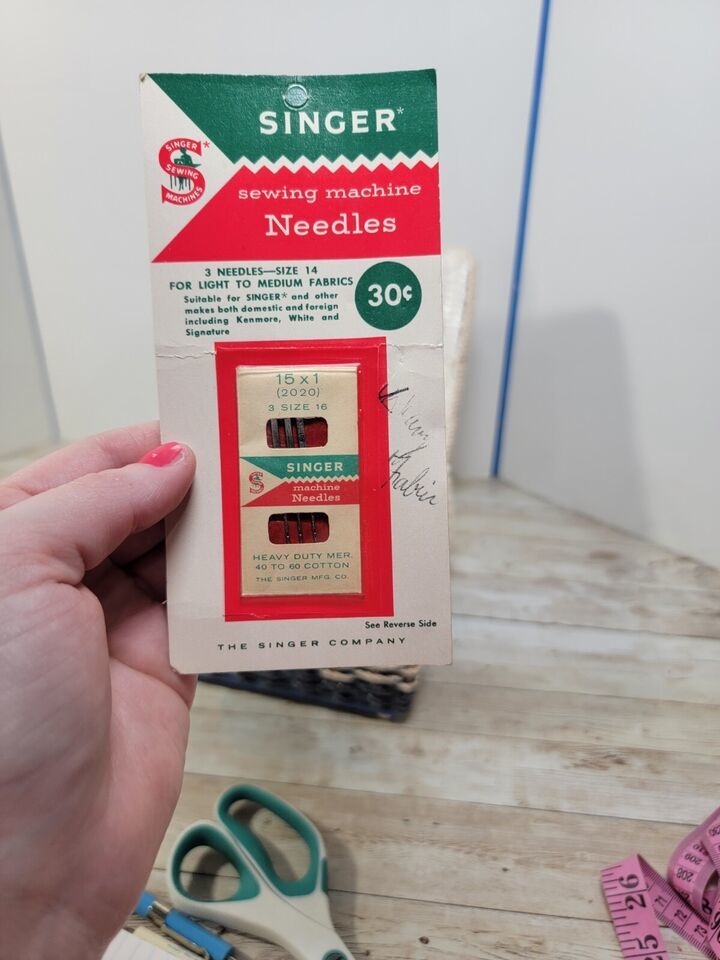 SINGER*
SINGER*
SEWING
MACHINES
sewing machine
Needles
3 NEEDLES—SIZE 14
FOR LIGHT TO MEDIUM FABRICS
Suitable for SINGER* and other
makes both domestic and foreign
including Kenmore, White and
Signature
30¢
15 x 1
(2020)
3 SIZE 16
SINGER
machine
Needles
HEAVY DUTY MER.
40 TO 60 COTTON
THE SINGER MFG. CO.
Fabric
See Reverse Side
THE SINGER COMPANY
26
25